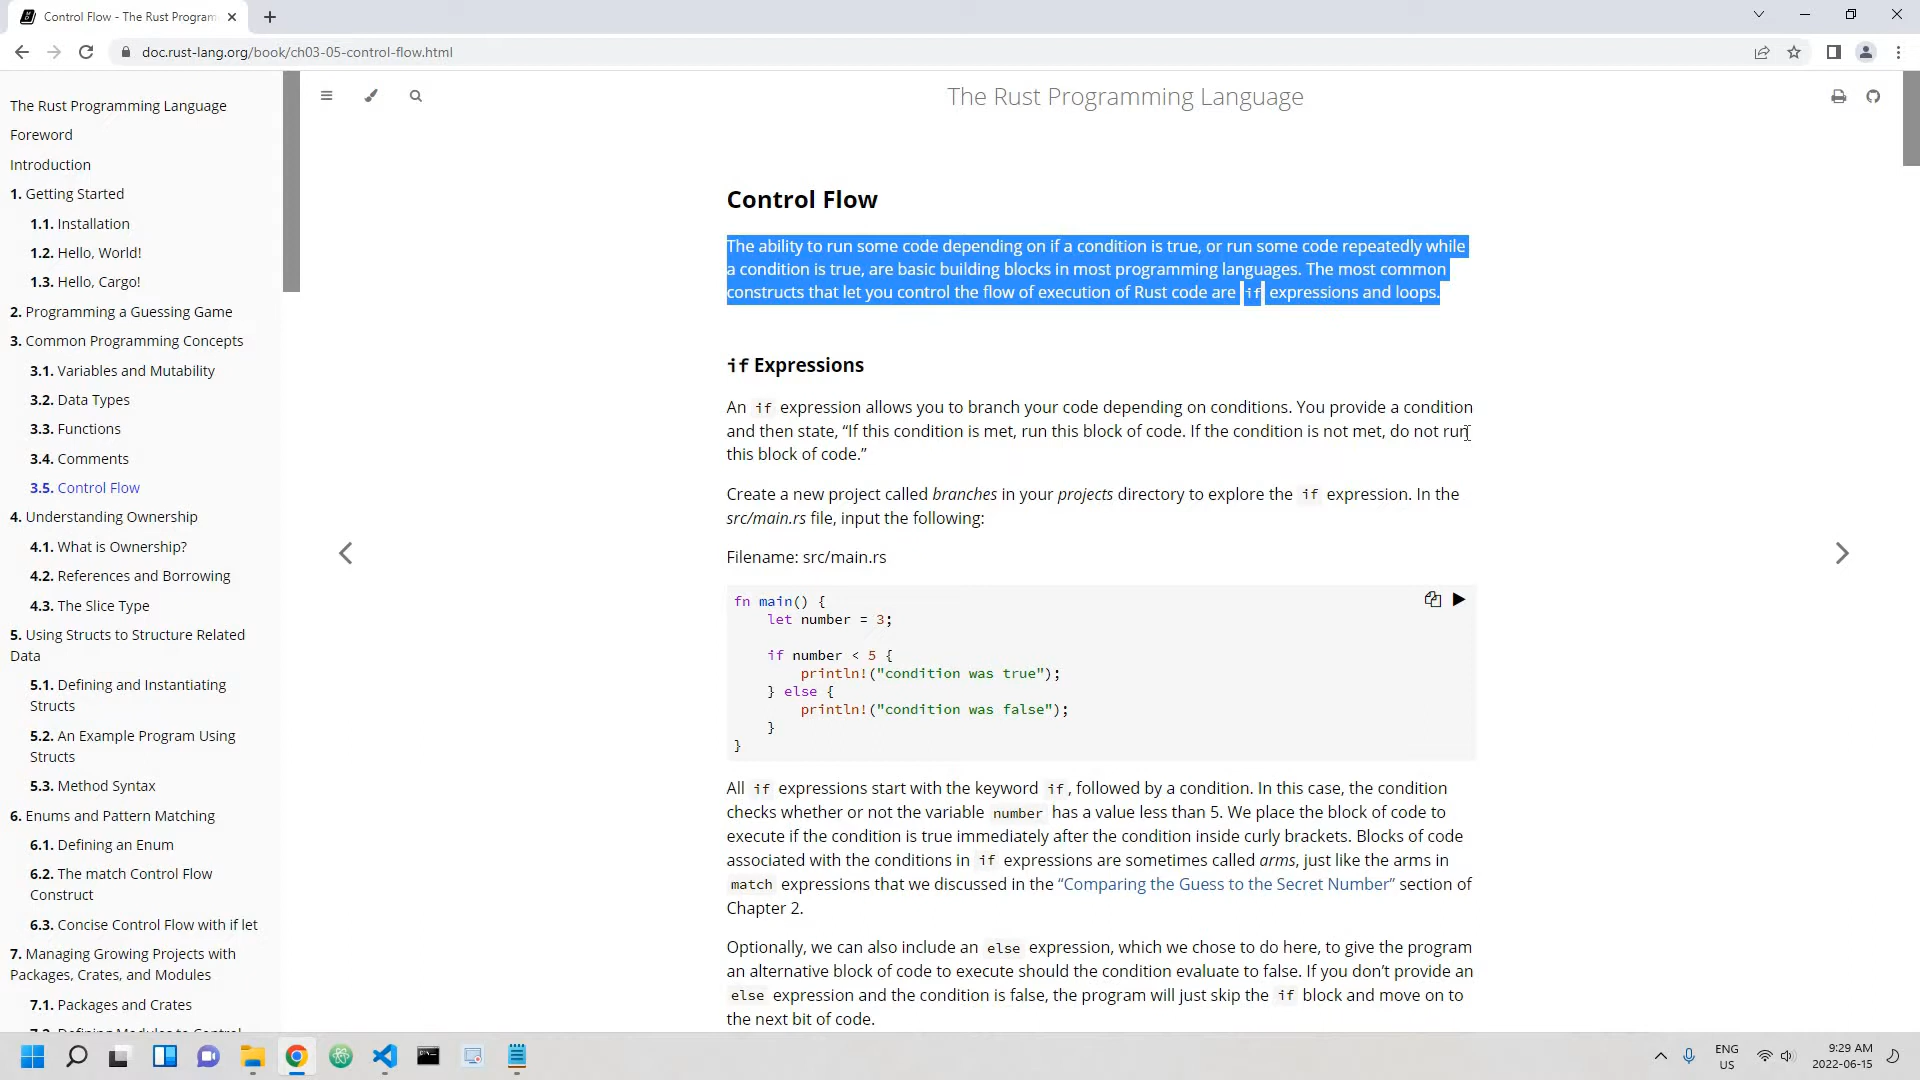 Control Flow - The Rust Program
doc.rust-lang.org/book/ch03-05-control-flow.html
The Rust Programming Language
Foreword
Introduction
1. Getting Started
1.1. Installation
1.2. Hello, World!
1.3. Hello, Cargo!
2. Programming a Guessing Game
3. Common Programming Concepts
3.1. Variables and Mutability
3.2. Data Types
3.3. Functions
3.4. Comments
3.5. Control Flow
4. Understanding Ownership
4.1. What is Ownership?
4.2. References and Borrowing
4.3. The Slice Type
5. Using Structs to Structure Related
Data
5.1. Defining and Instantiating
Structs
5.2. An Example Program Using
Structs
5.3. Method Syntax
6. Enums and Pattern Matching
6.1. Defining an Enum
6.2. The match Control Flow
Construct
6.3. Concise Control Flow with if let
7. Managing Growing Projects with
Packages, Crates, and Modules
7.1. Packages and Crates
7.2. Defining Modules to Control
The Rust Programming Language
Control Flow
The ability to run some code depending on if a condition is true, or run some code repeatedly while
a condition is true, are basic building blocks in most programming languages. The most common
constructs that let you control the flow of execution of Rust code are if expressions and loops.
if Expressions
An if expression allows you to branch your code depending on conditions. You provide a condition
and then state, “If this condition is met, run this block of code. If the condition is not met, do not run
this block of code.”
Create a new project called branches in your projects directory to explore the if expression. In the
src/main.rs file, input the following:
Filename: src/main.rs
fn main() {
    let number = 3;
    if number < 5 {
        println!("condition was true");
    } else {
        println!("condition was false");
    }
}
All if expressions start with the keyword if, followed by a condition. In this case, the condition
checks whether or not the variable number has a value less than 5. We place the block of code to
execute if the condition is true immediately after the condition inside curly brackets. Blocks of code
associated with the conditions in if expressions are sometimes called arms, just like the arms in
match expressions that we discussed in the “Comparing the Guess to the Secret Number” section of
Chapter 2.
Optionally, we can also include an else expression, which we chose to do here, to give the program
an alternative block of code to execute should the condition evaluate to false. If you don’t provide an
else expression and the condition is false, the program will just skip the if block and move on to
the next bit of code.
ENG
US
9:29 AM
2022-06-15